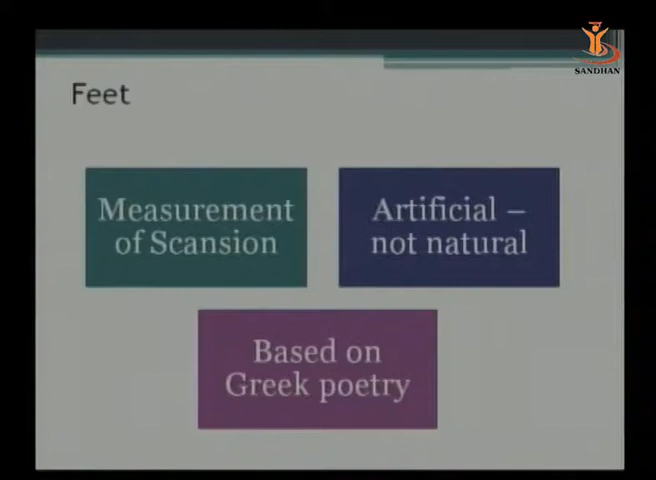 SANDHAN
Feet
Measurement
of Scansion
Artificial –
not natural
Based on
Greek poetry